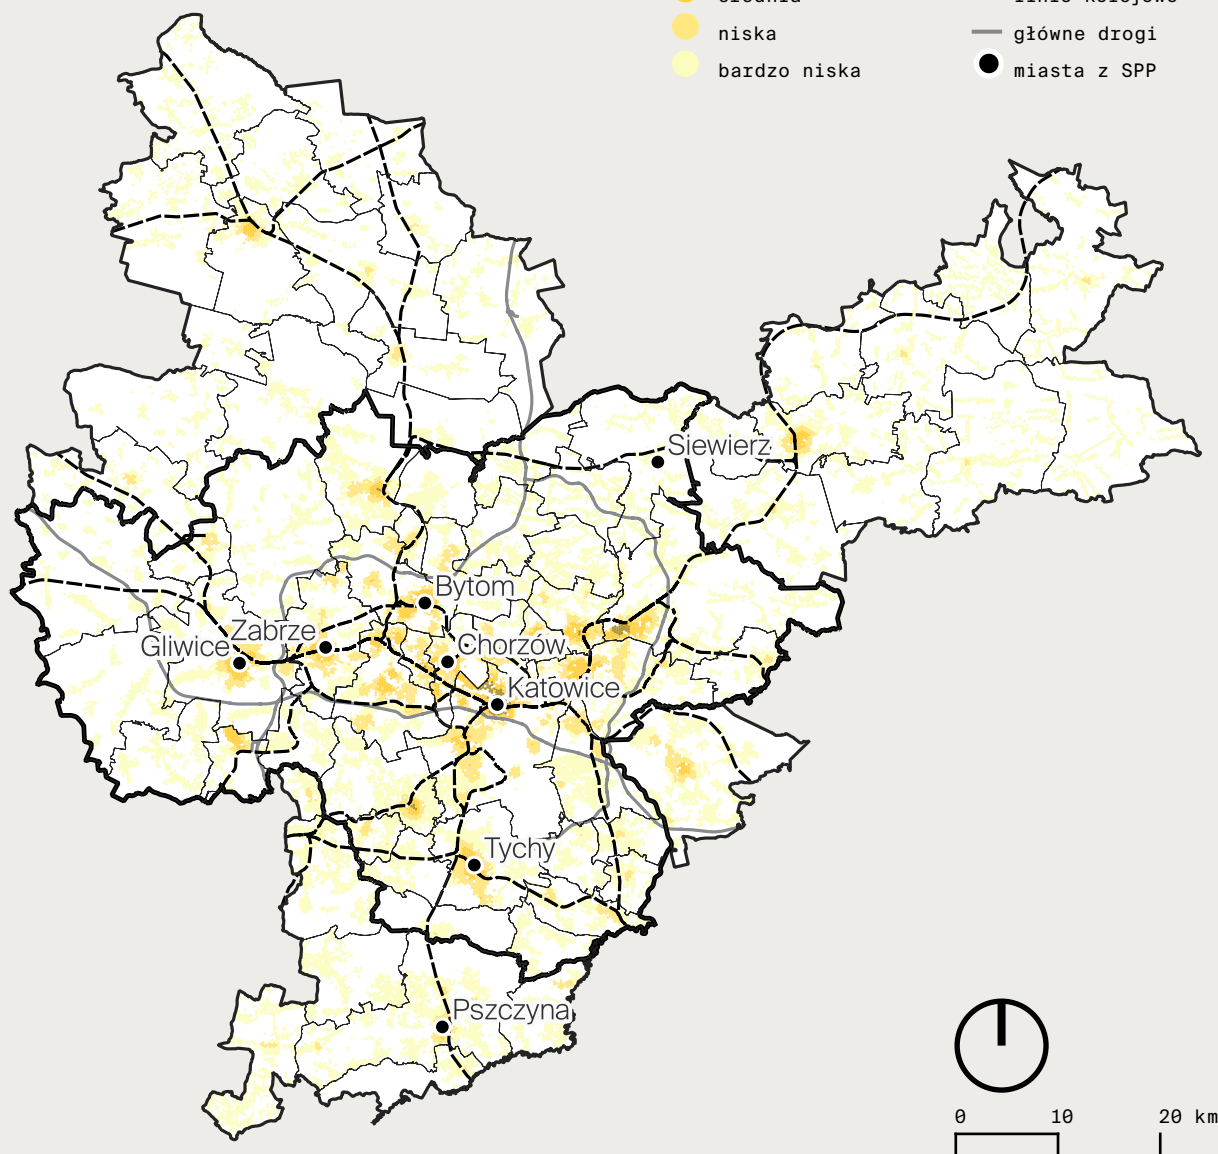 niska
główne drogi
bardzo niska
miasta z SPP
Siewierz
Bytom
Zabrze
Gliwice
Chorzów
Katowice
Tychy
Pszczyna
0 10 20 km